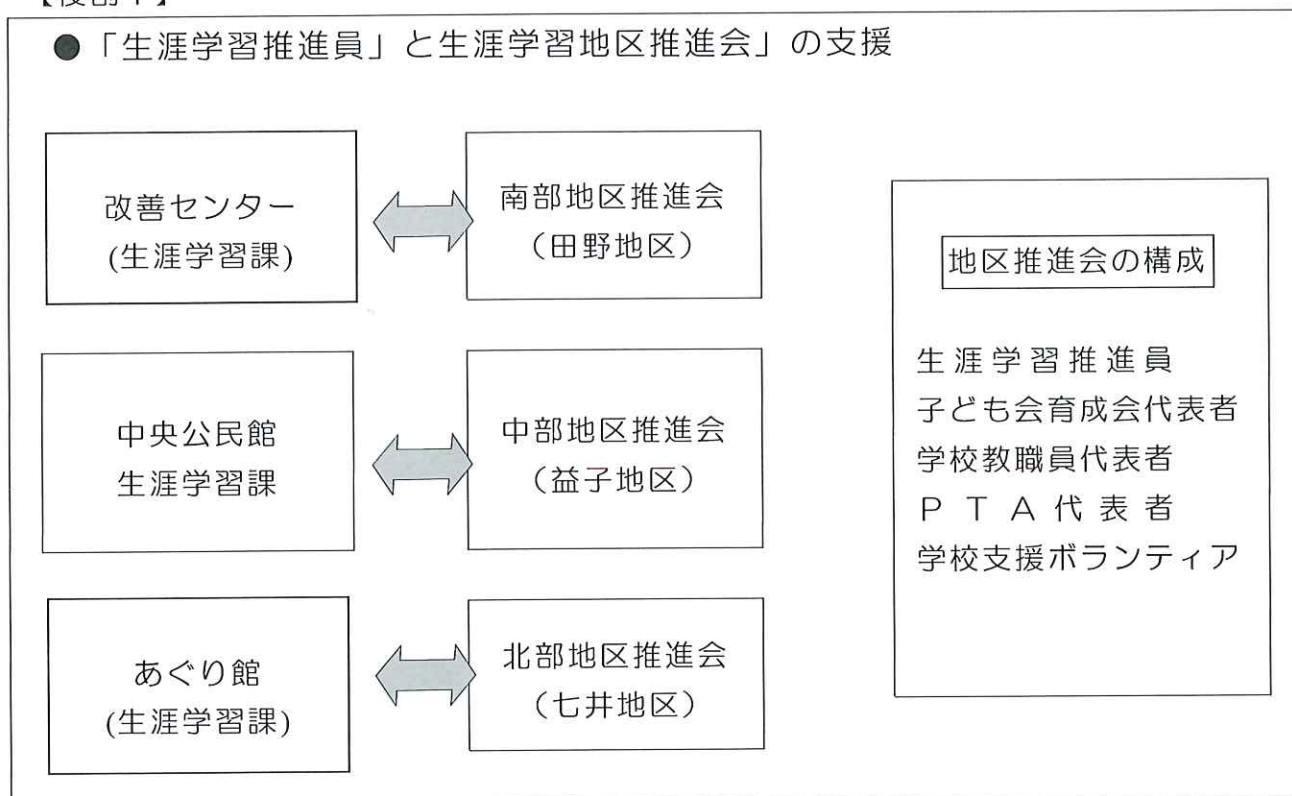 ●「生涯学習推進員」と生涯学習地区推進会」の支援
改善センター
(生涯学習課)
南部地区推進会
（田野地区）
中央公民館
生涯学習課
中部地区推進会
（益子地区）
あぐり館
(生涯学習課)
北部地区推進会
（七井地区）
地区推進会の構成
生涯学習推進員
子ども会育成会代表者
学校教職員代表者
ＰＴＡ代表者
学校支援ボランティア